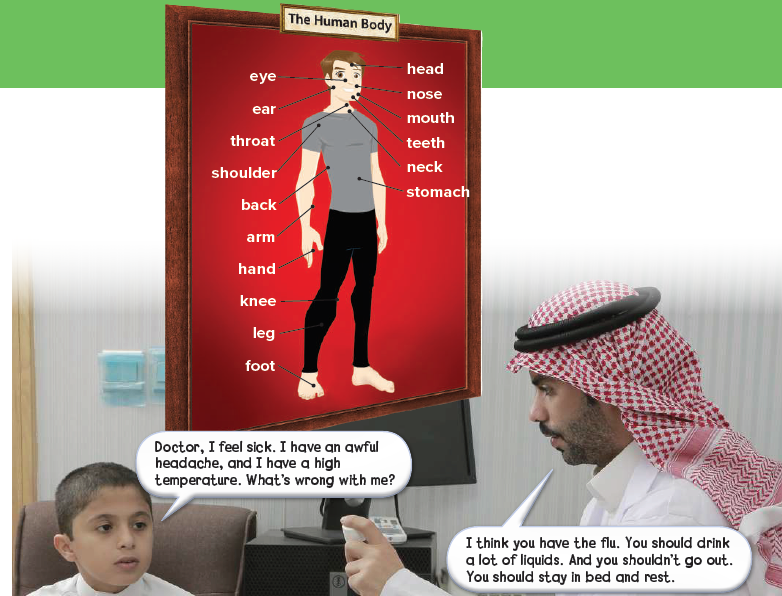 The Human Body
eye
ear
throat
shoulder
back
arm
hand
knee
leg
foot
head
nose
mouth
teeth
neck
stomach
Doctor, I feel sick. I have an awful
headache, and I have a high
temperature. What's wrong with me?
I think you have the flu. You should drink
a lot of liquids. And you shouldn't go out.
You should stay in bed and rest.